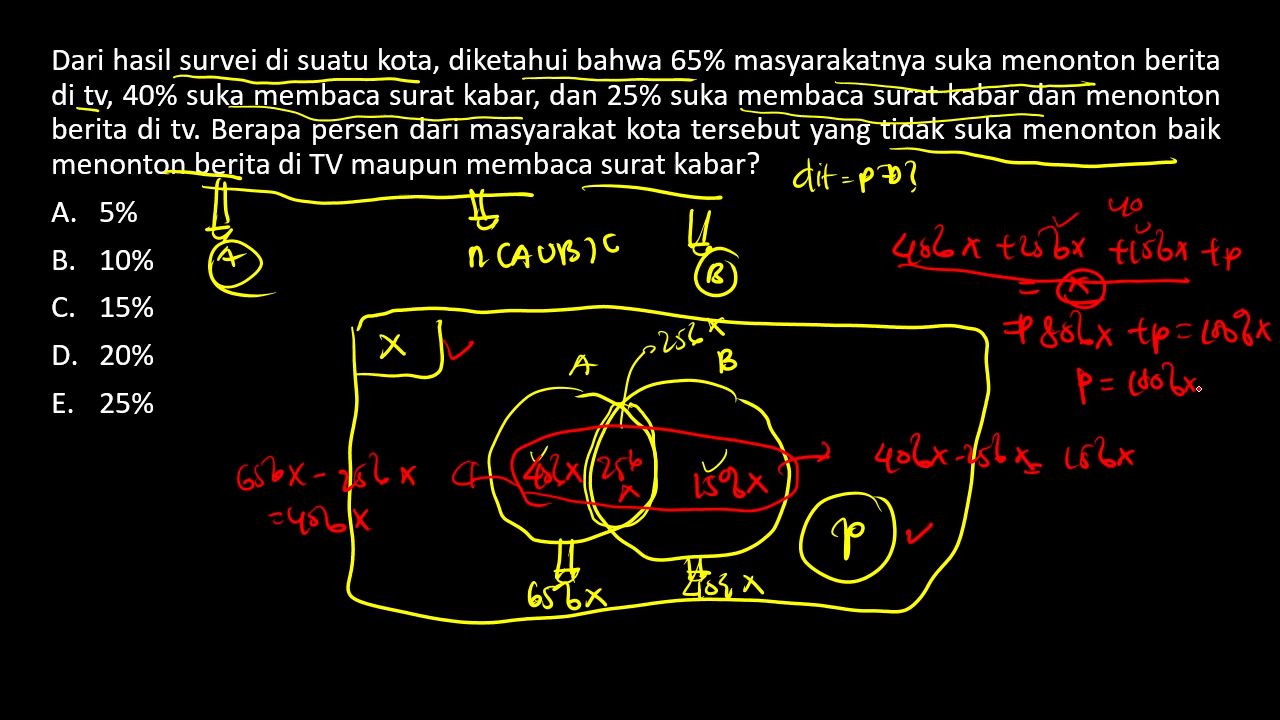 Dari hasil survei di suatu kota, diketahui bahwa 65% masyarakatnya suka menonton berita
di tv, 40% suka membaca surat kabar, dan 25% suka membaca surat kabar dan menonton
berita di tv. Berapa persen dari masyarakat kota tersebut yang tidak suka menonton baik
menonton berita di TV maupun membaca surat kabar?
dit = p = ?
A. 5%
B. 10%
C. 15%
D. 20%
E. 25%
A
n (A ∪ B) C
B
40
40% x + 25% x + 15% x + p
= x
⇒ 80% x + p = 100% x
p = 100% x
x
25% x
A
B
65% x - 25% x
= 40% x
40% x
25%
x
15% x
40% x - 25% x = 15% x
p
65% x
40% x